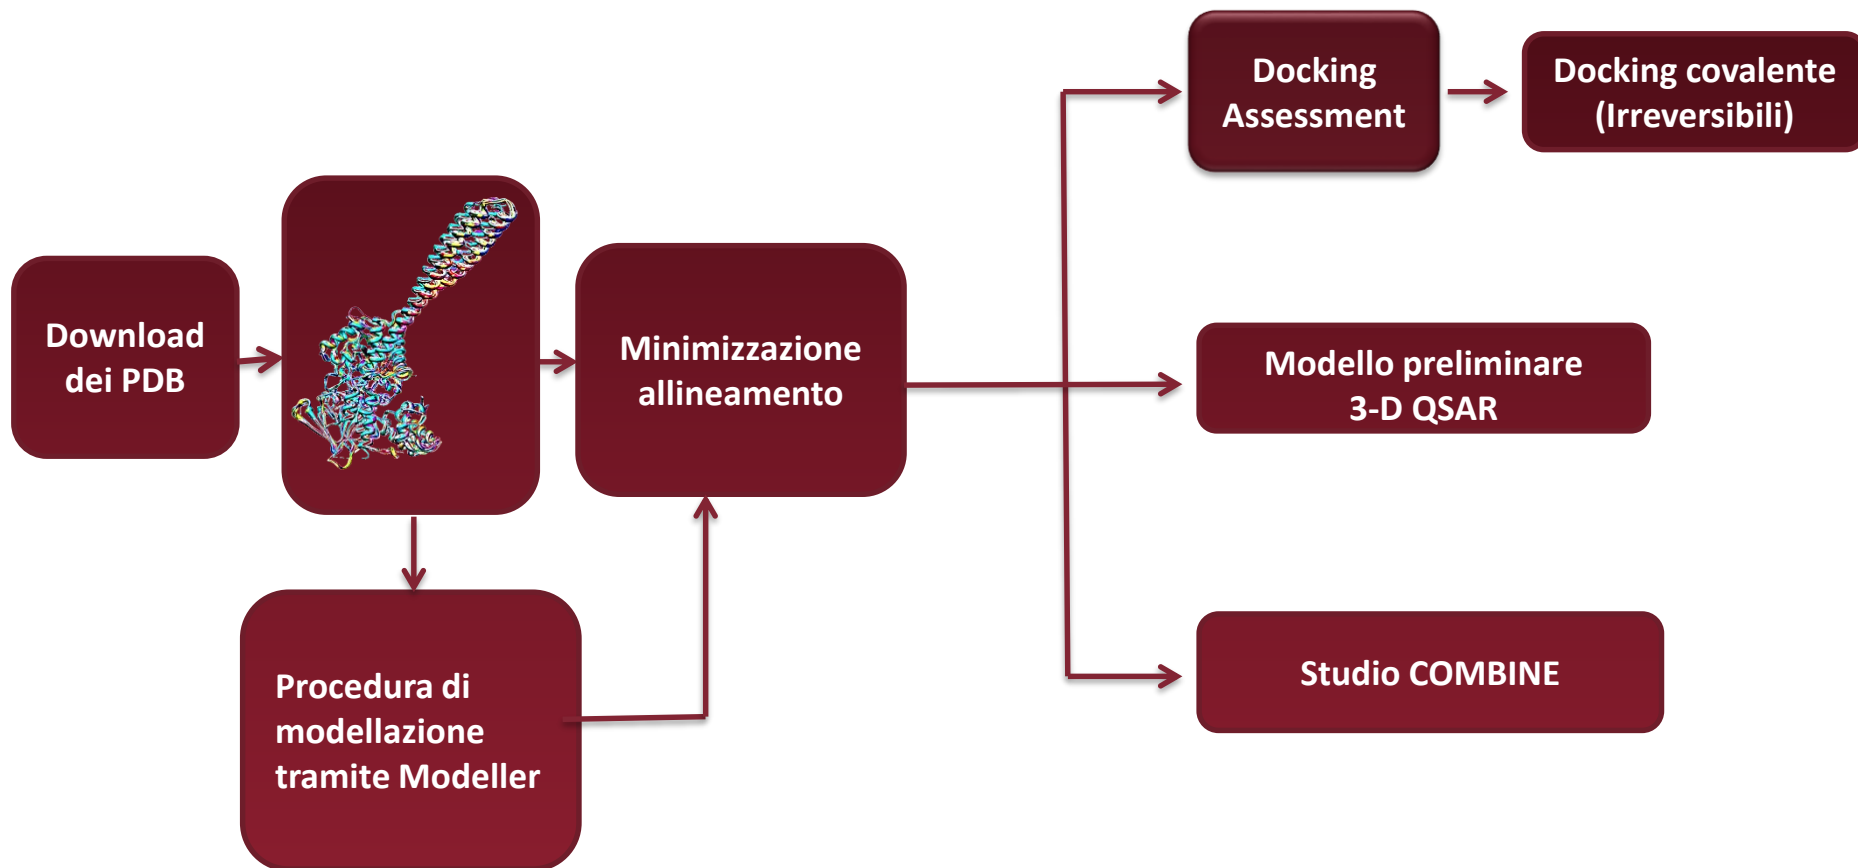 Download
dei PDB
Minimizzazione
allineamento
Procedura di
modellazione
tramite Modeller
Docking
Assessment
Docking covalente
(Irreversibili)
Modello preliminare
3-D QSAR
Studio COMBINE